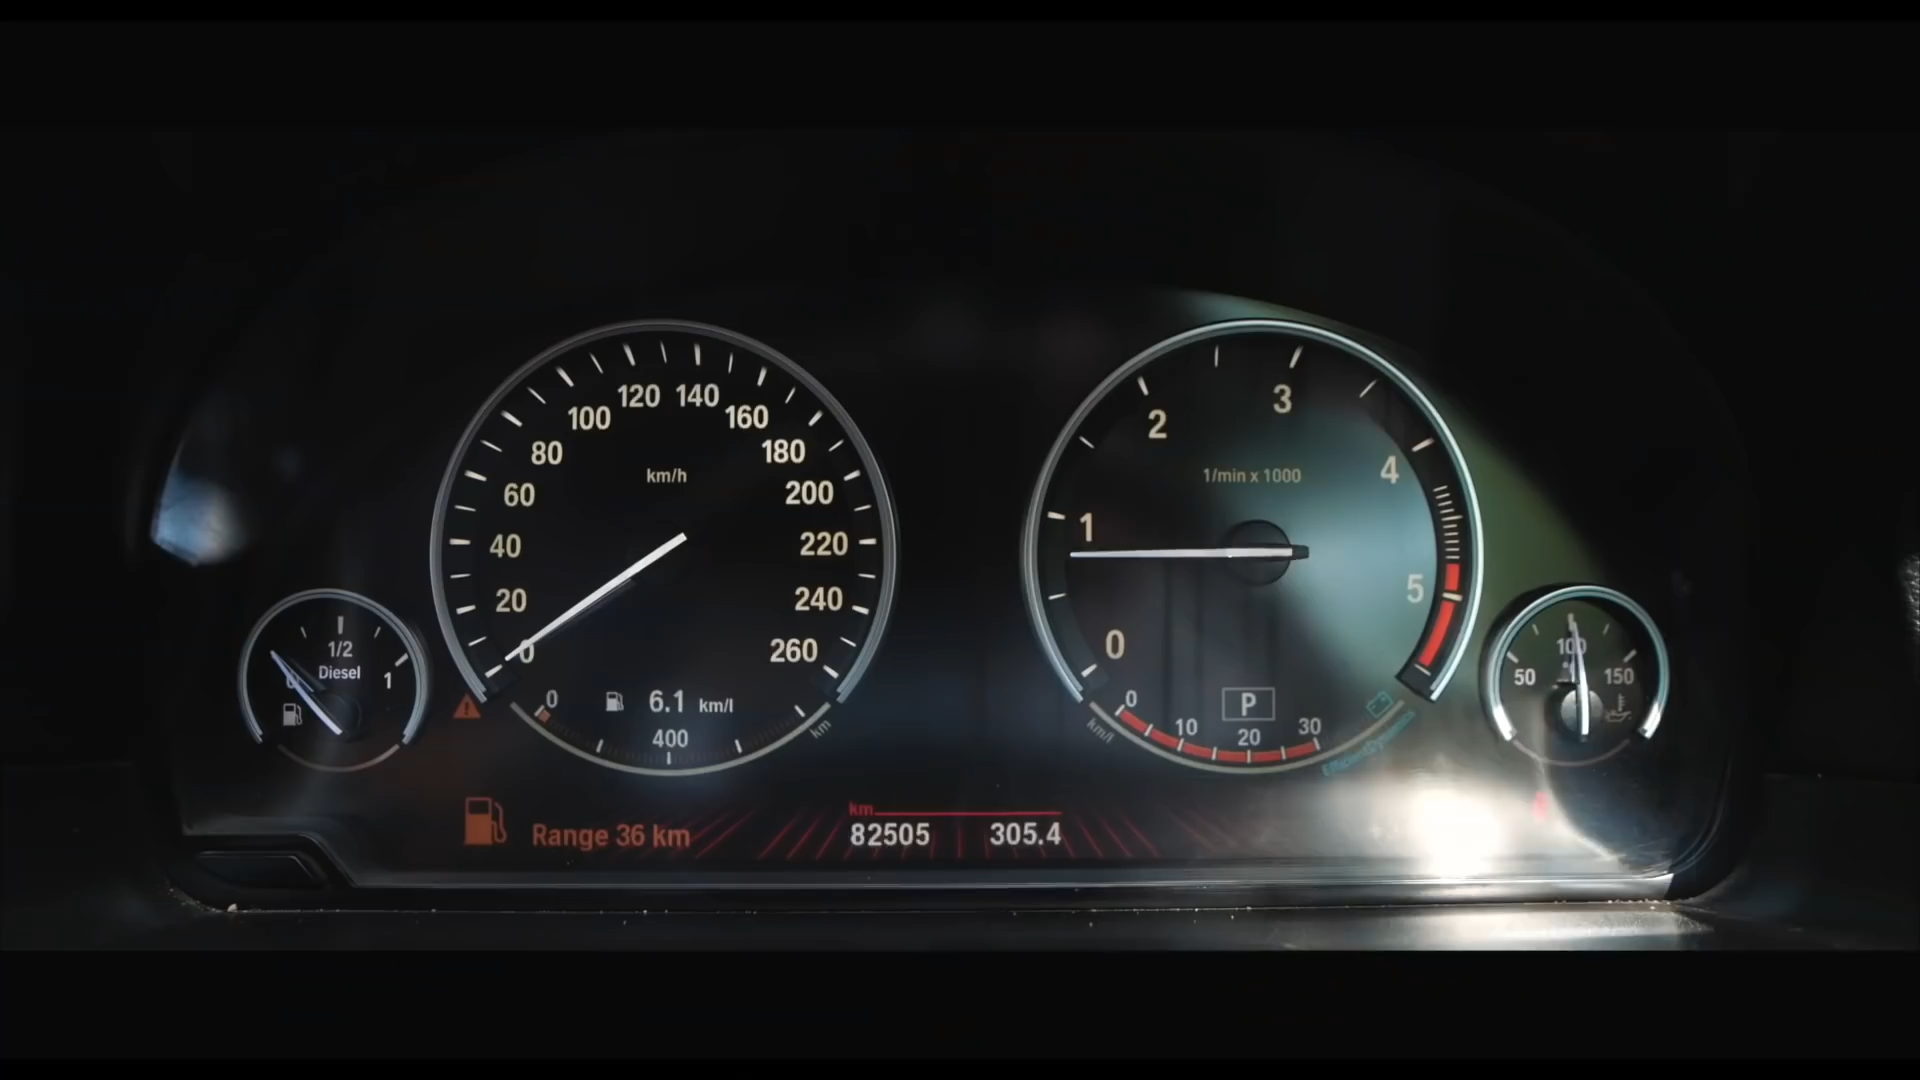 120 140
100 160
80 180
60 200
40 220
20 240
0 260
km/h
6.1 km/l
0
400
km
1/2
Diesel
0 1
1/min x 1000
0 1 2 3 4 5
P
0 10 20 30
km/l
EfficientDynamics
50 100 150
°C
Range 36 km
km
82505 305.4